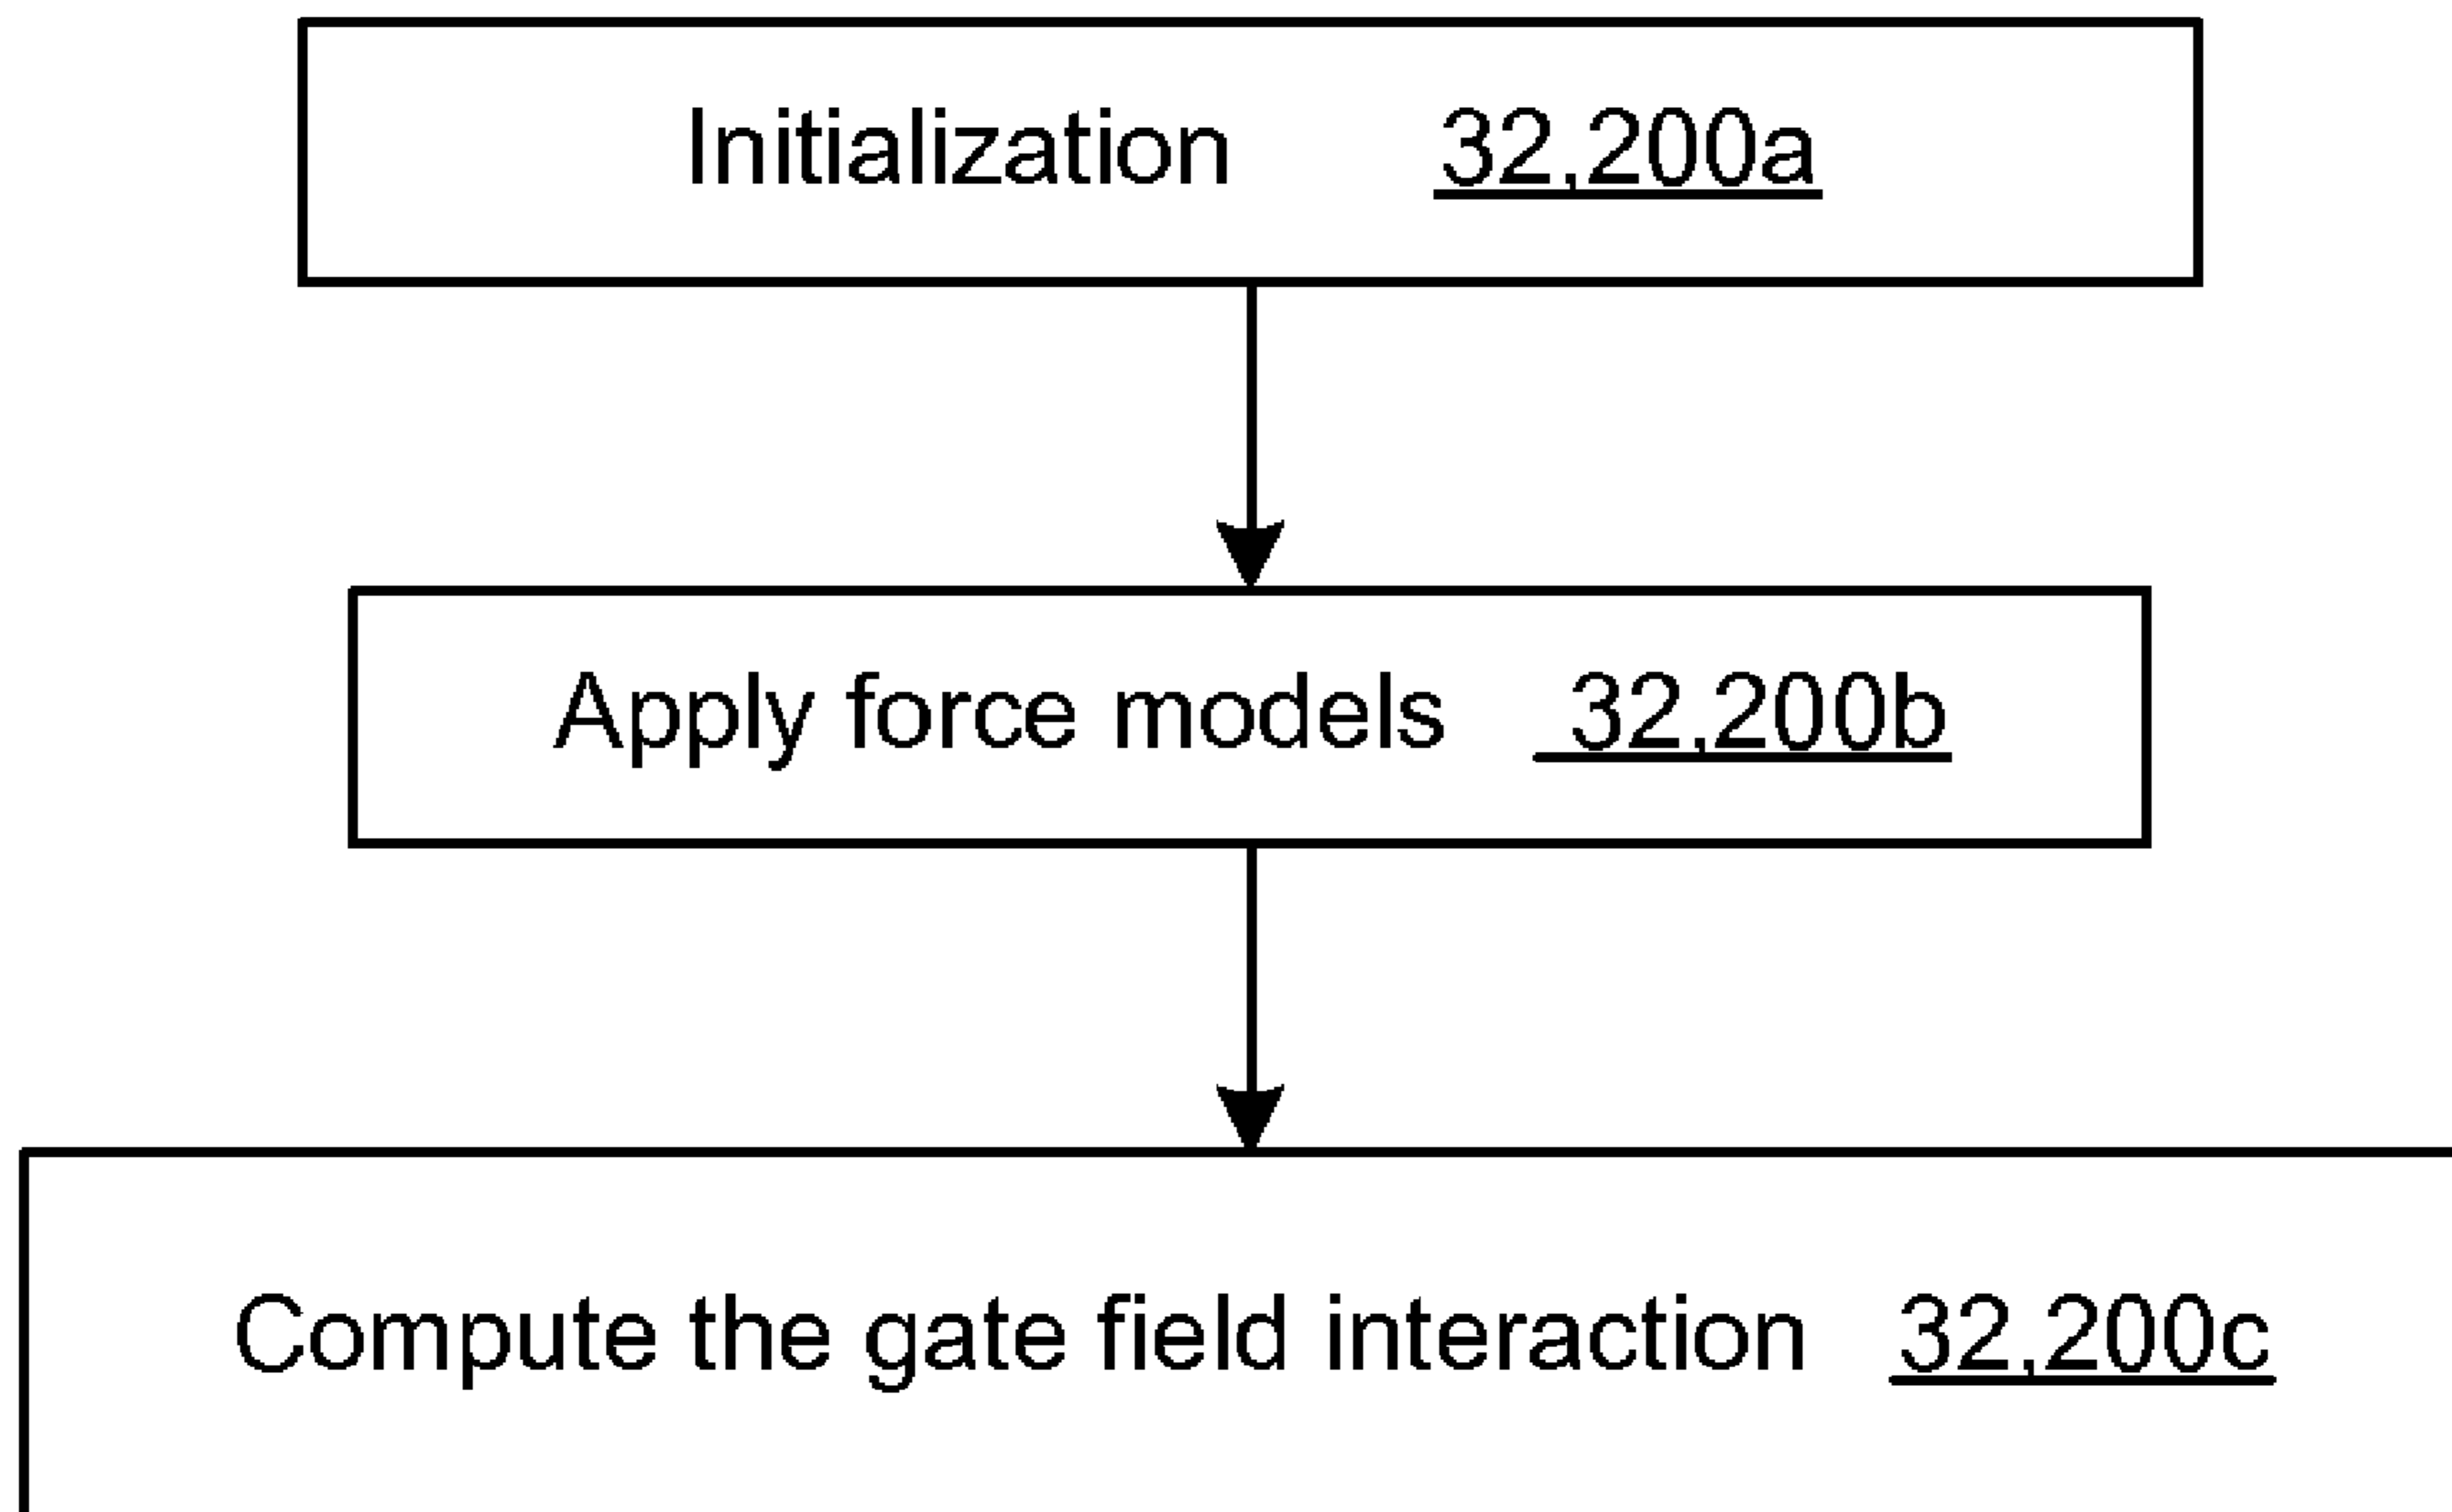 Initialization 32,200a
Apply force models 32,200b
Compute the gate field interaction 32,200c